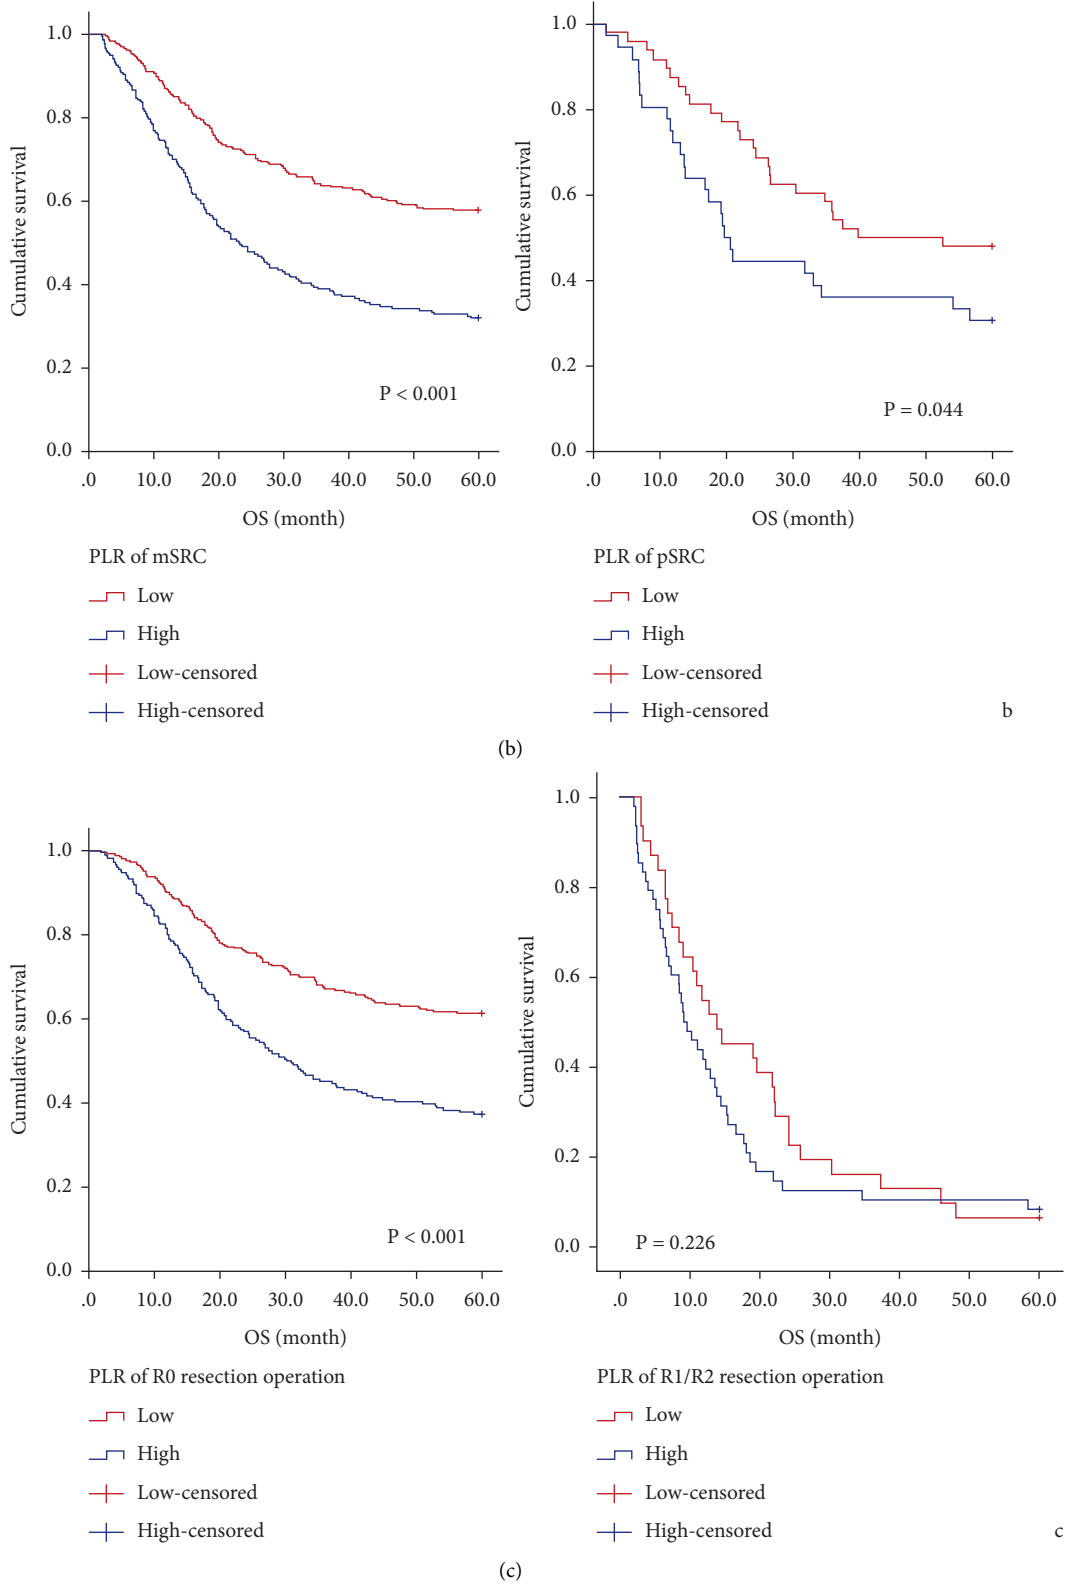 1.0
0.8
0.6
0.4
0.2
0.0
Cumulative survival
P < 0.001
.0 10.0 20.0 30.0 40.0 50.0 60.0
OS (month)
PLR of mSRC
Low
High
Low-censored
High-censored
1.0
0.8
0.6
0.4
0.2
0.0
Cumulative survival
P = 0.044
.0 10.0 20.0 30.0 40.0 50.0 60.0
OS (month)
PLR of pSRC
Low
High
Low-censored
High-censored
b
(b)
1.0
0.8
0.6
0.4
0.2
0.0
Cumulative survival
P < 0.001
.0 10.0 20.0 30.0 40.0 50.0 60.0
OS (month)
PLR of R0 resection operation
Low
High
Low-censored
High-censored
1.0
0.8
0.6
0.4
0.2
0.0
Cumulative survival
P = 0.226
.0 10.0 20.0 30.0 40.0 50.0 60.0
OS (month)
PLR of R1/R2 resection operation
Low
High
Low-censored
High-censored
c
(c)